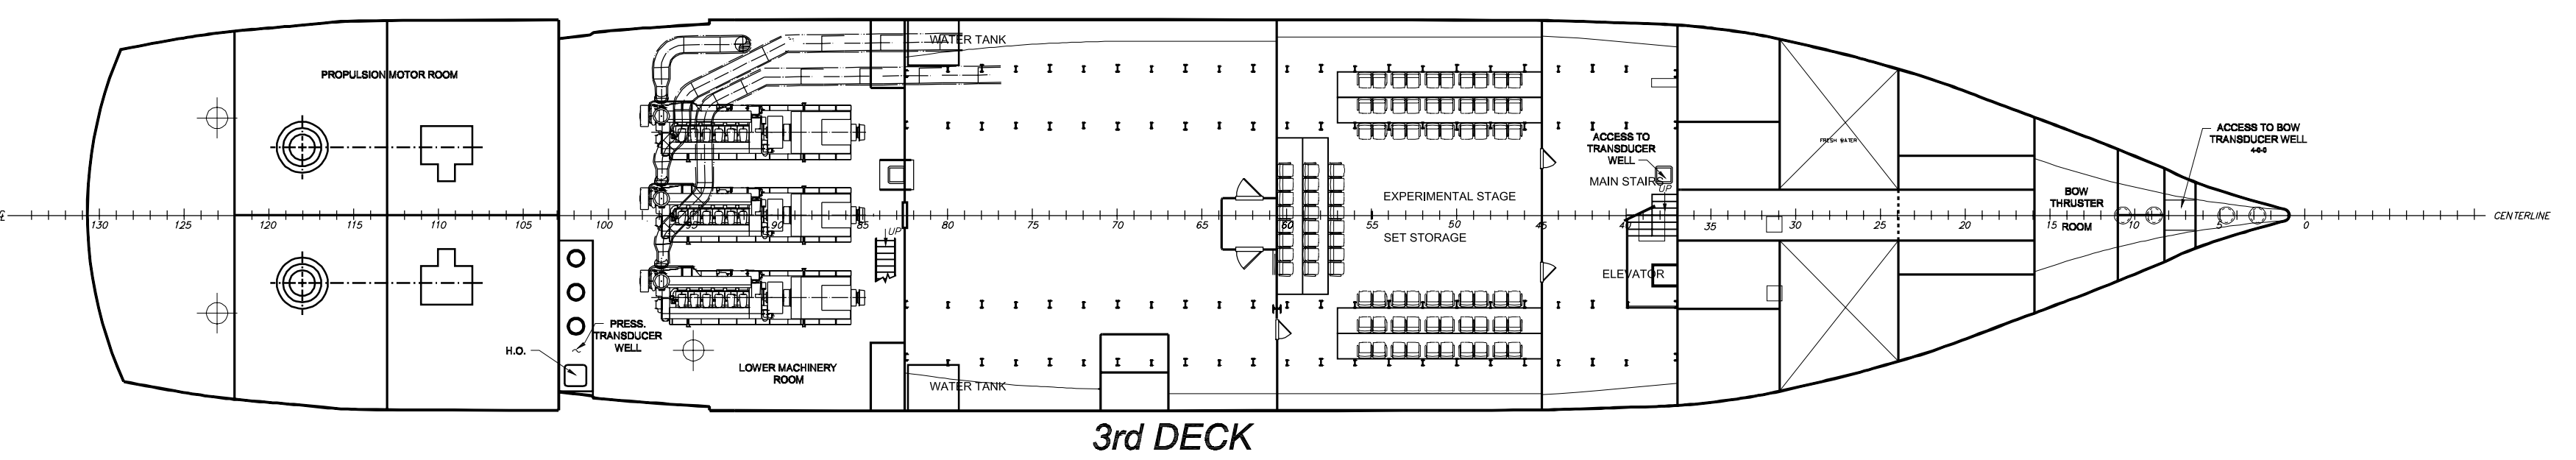 WATER TANK
PROPULSION MOTOR ROOM
ACCESS TO BOW
TRANSDUCER WELL
4-0-0
ACCESS TO
TRANSDUCER
WELL
FRESH WATER
MAIN STAIRS
UP
EXPERIMENTAL STAGE
BOW
THRUSTER
ROOM
130 125 120 115 110 105 100 95 90 85 80 75 70 65 60 55 50 45 40 35 30 25 20 15 10 5 0 CENTERLINE
UP
SET STORAGE
ELEVATOR
PRESS.
TRANSDUCER
WELL
H.O.
LOWER MACHINERY
ROOM
WATER TANK
3rd DECK